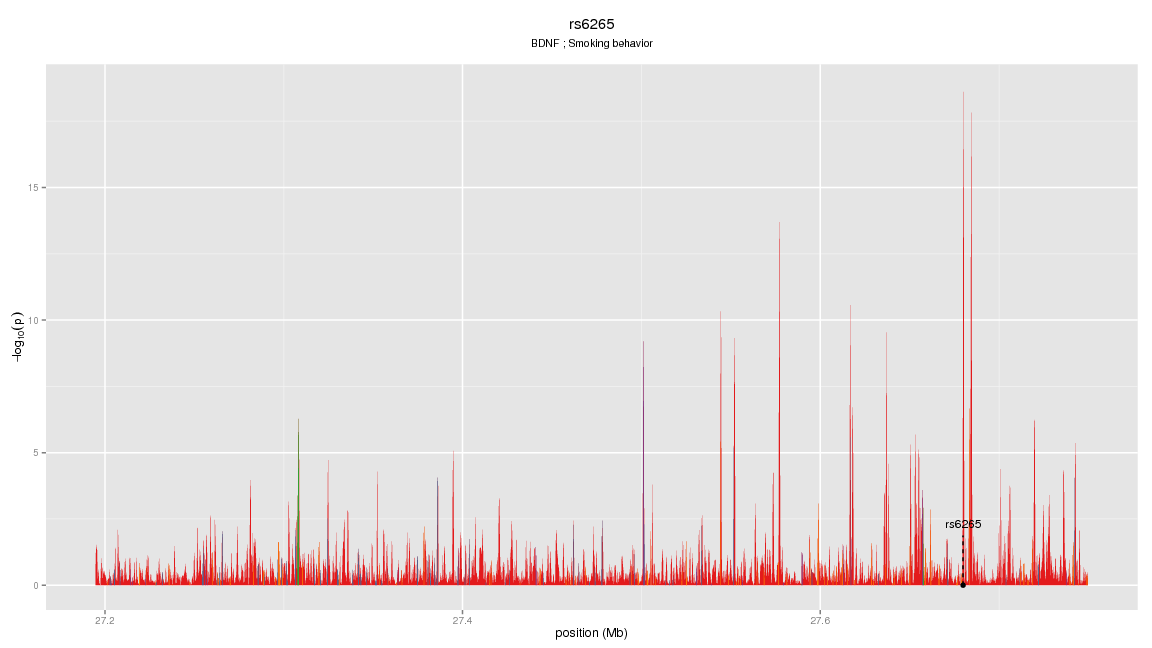 rs6265
BDNF ; Smoking behavior
−log10(p)
15
10
5
0
rs6265
27.2
27.4
27.6
position (Mb)